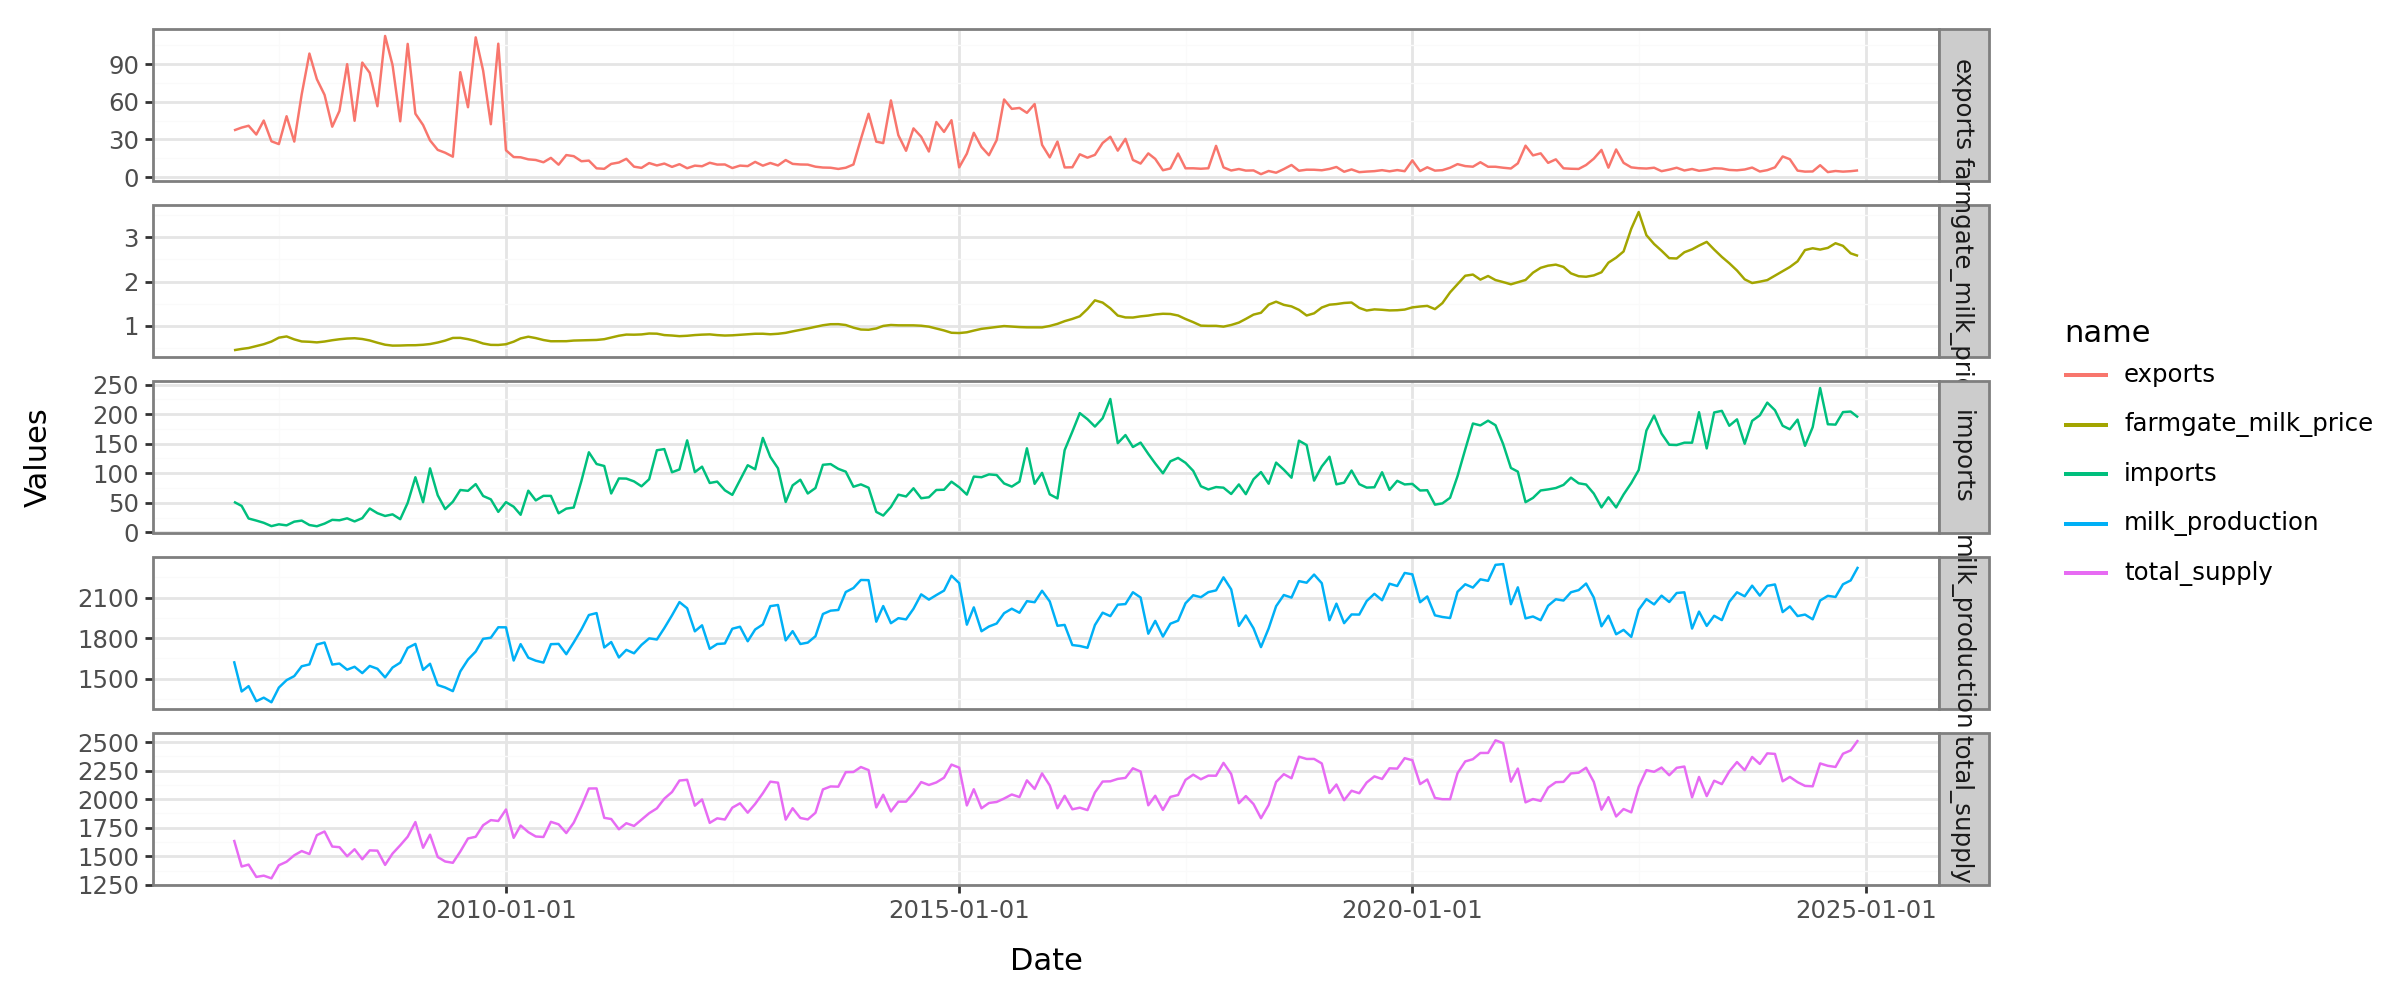 90
60
30
0
exports
3
2
1
farmgate_milk_pri
250
200
150
100
50
0
imports
2100
1800
1500
milk_production
2500
2250
2000
1750
1500
1250
total_supply
2010-01-01
2015-01-01
2020-01-01
2025-01-01
Values
Date
name
exports
farmgate_milk_price
imports
milk_production
total_supply